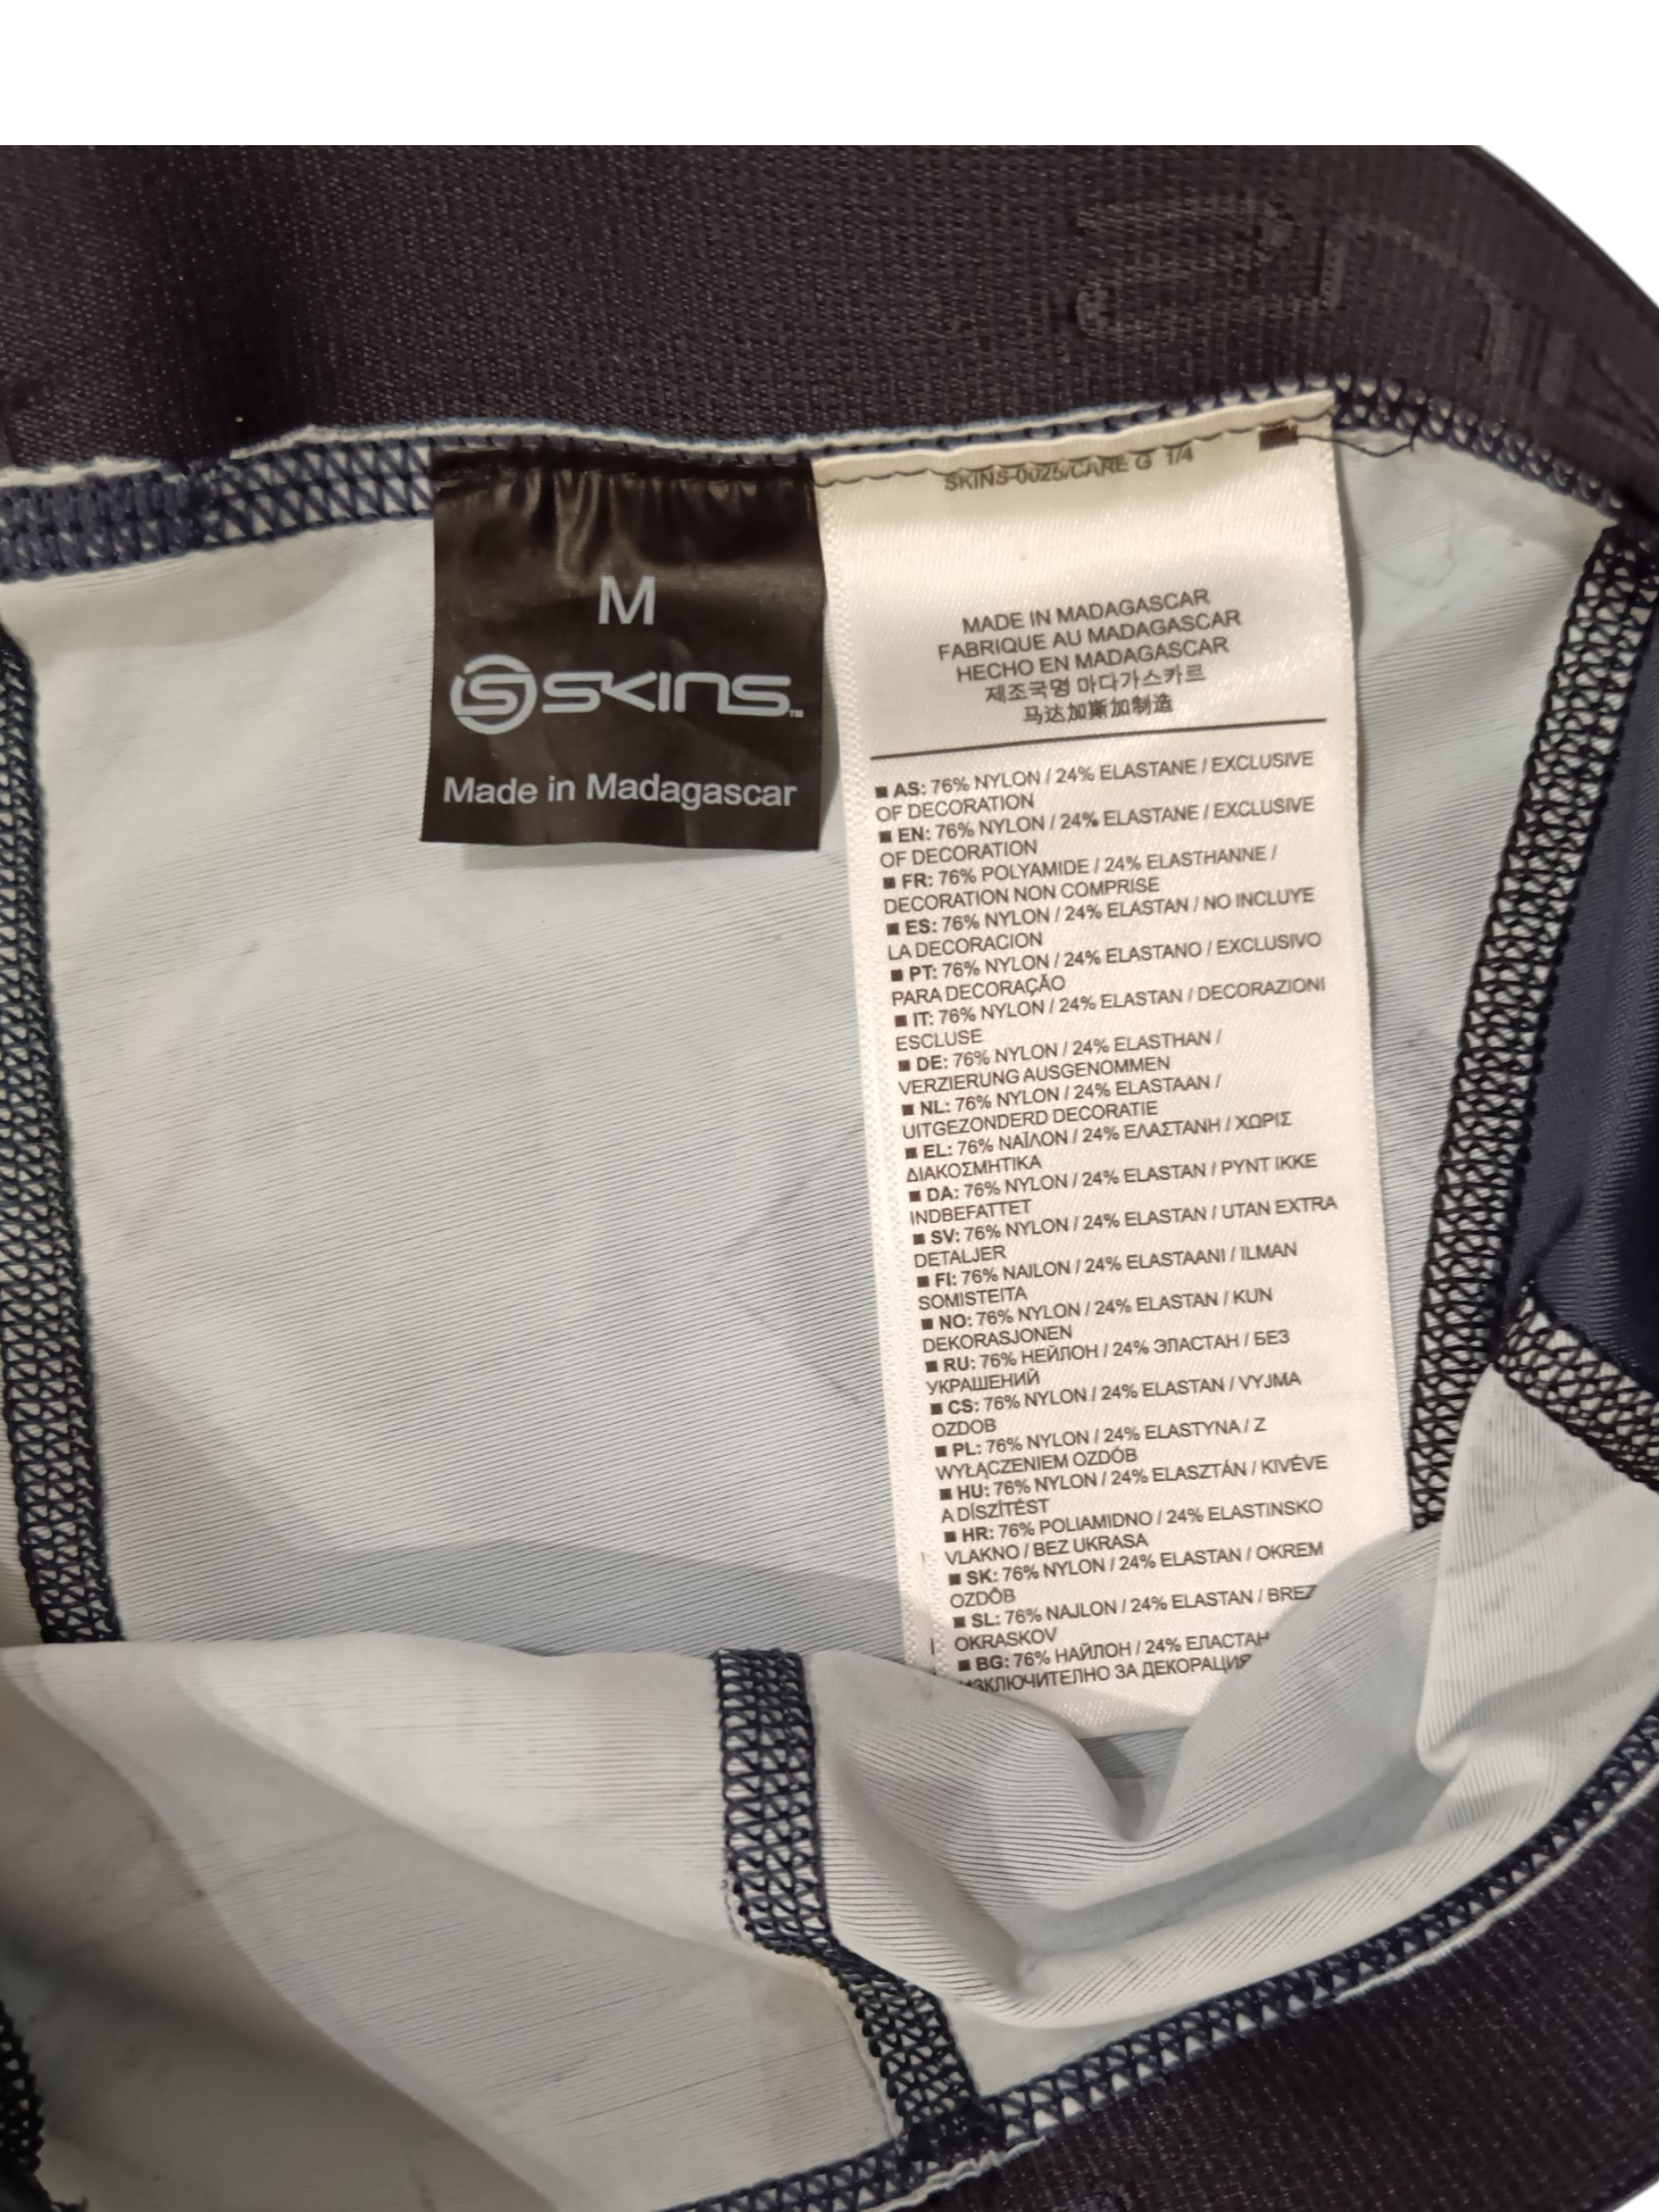 M
SKINS™
Made in Madagascar
SKINS-0025/CARE G 1/4
MADE IN MADAGASCAR
FABRIQUE AU MADAGASCAR
HECHO EN MADAGASCAR
제조국명 마다가스카르
马达加斯加制造
■ AS: 76% NYLON / 24% ELASTANE / EXCLUSIVE
OF DECORATION
■ EN: 76% NYLON / 24% ELASTANE / EXCLUSIVE
OF DECORATION
■ FR: 76% POLYAMIDE / 24% ELASTHANNE /
DECORATION NON COMPRISE
■ ES: 76% NYLON / 24% ELASTAN / NO INCLUYE
LA DECORACION
■ PT: 76% NYLON / 24% ELASTANO / EXCLUSIVO
PARA DECORAÇÃO
■ IT: 76% NYLON / 24% ELASTAN / DECORAZIONI
ESCLUSE
■ DE: 76% NYLON / 24% ELASTHAN /
VERZIERUNG AUSGENOMMEN
■ NL: 76% NYLON / 24% ELASTAAN /
UITGEZONDERD DECORATIE
■ EL: 76% ΝΑΪΛΟΝ / 24% ΕΛΑΣΤΑΝΗ / ΧΩΡΙΣ
ΔΙΑΚΟΣΜΗΤΙΚΑ
■ DA: 76% NYLON / 24% ELASTAN / PYNT IKKE
INDBEFATTET
■ SV: 76% NYLON / 24% ELASTAN / UTAN EXTRA
DETALJER
■ FI: 76% NAILON / 24% ELASTAANI / ILMAN
SOMISTEITA
■ NO: 76% NYLON / 24% ELASTAN / KUN
DEKORASJONEN
■ RU: 76% НЕЙЛОН / 24% ЭЛАСТАН / БЕЗ
УКРАШЕНИЙ
■ CS: 76% NYLON / 24% ELASTAN / VYJMA
OZDOB
■ PL: 76% NYLON / 24% ELASTYNA / Z
WYŁĄCZENIEM OZDÓB
■ HU: 76% NYLON / 24% ELASZTÁN / KIVÉVE
A DÍSZÍTÉST
■ HR: 76% POLIAMIDNO / 24% ELASTINSKO
VLAKNO / BEZ UKRASA
■ SK: 76% NYLON / 24% ELASTAN / OKREM
OZDÔB
■ SL: 76% NAJLON / 24% ELASTAN / BREZ
OKRASKOV
■ BG: 76% НАЙЛОН / 24% ЕЛАСТАН
ИЗКЛЮЧИТЕЛНО ЗА ДЕКОРАЦИЯ